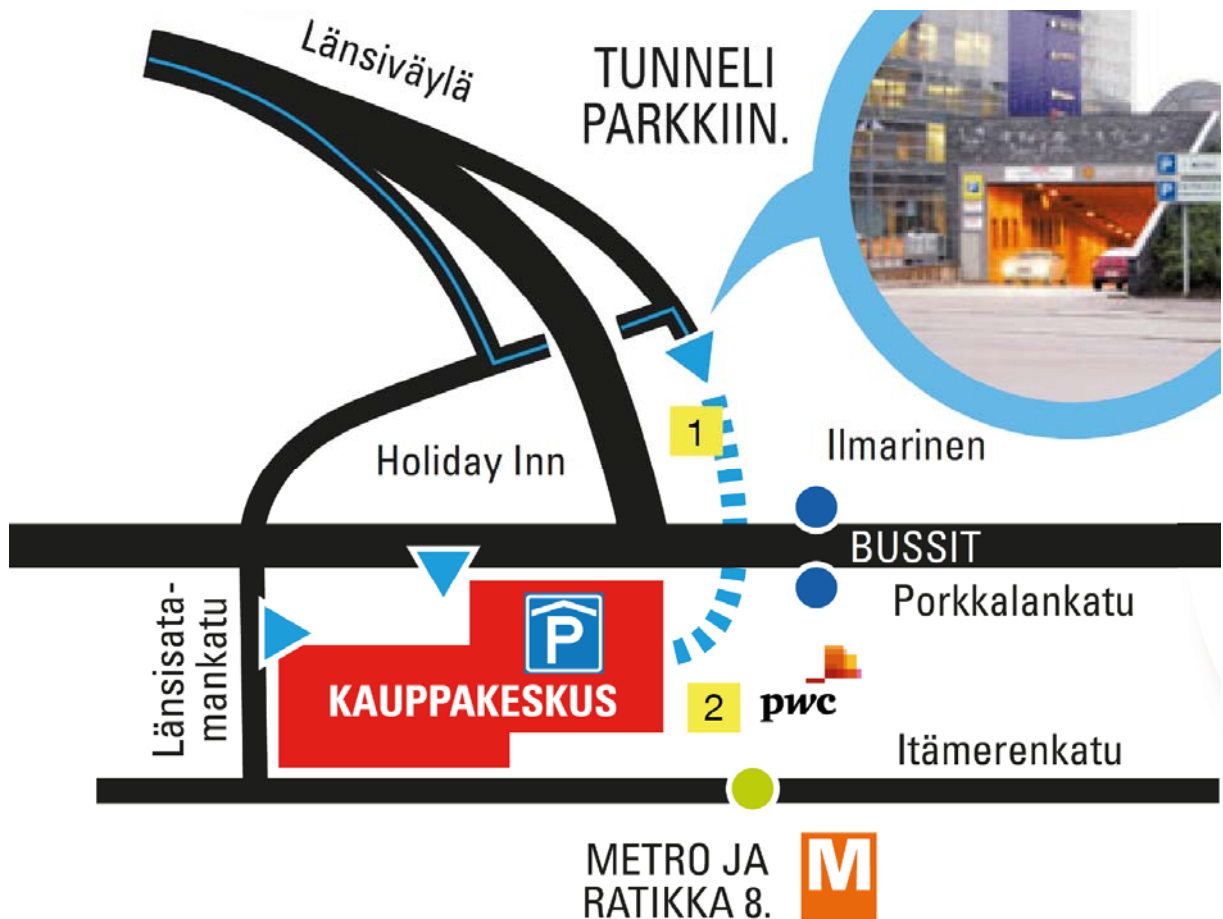 Länsiväylä
TUNNELI
PARKKIIN.
P
P
1
Ilmarinen
Holiday Inn
BUSSIT
Porkkalankatu
Länsisata-
mankatu
P
KAUPPAKESKUS
2
pwc
Itämerenkatu
METRO JA
RATIKKA 8.
M